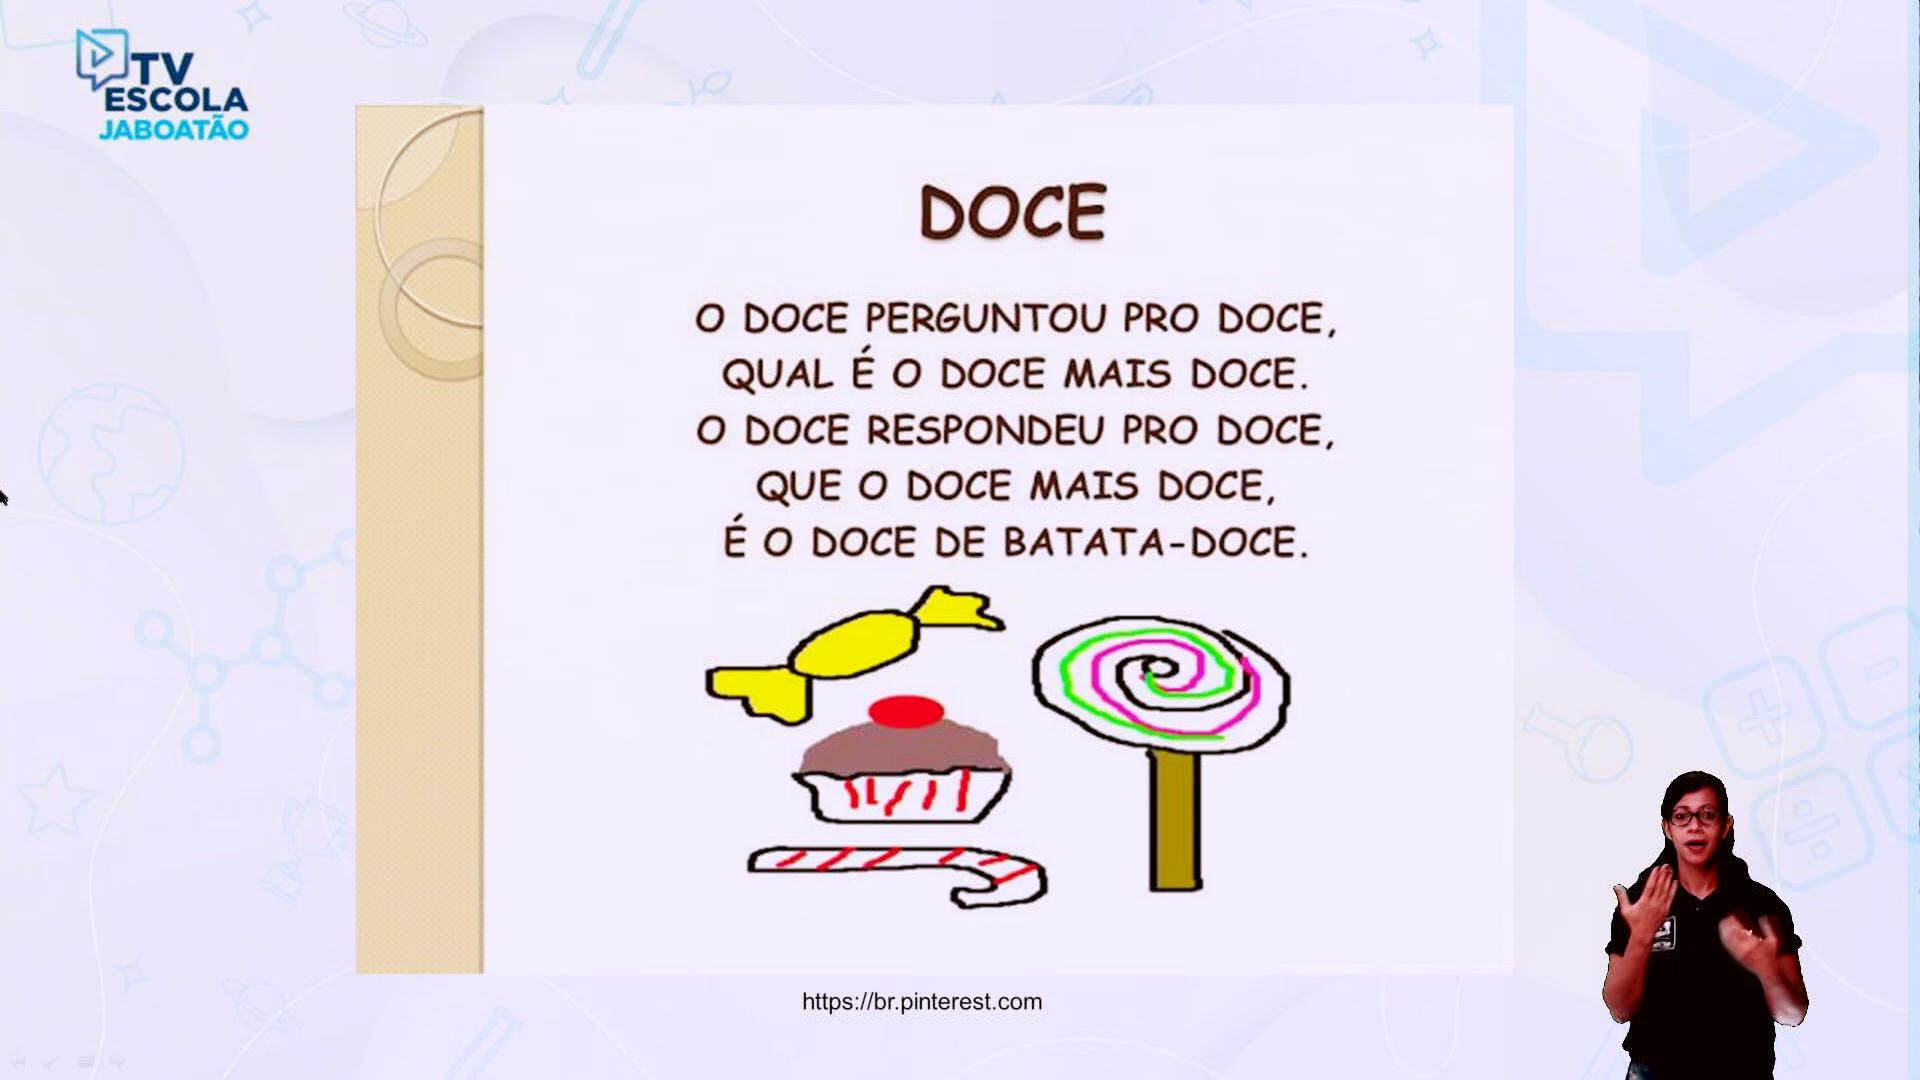 TV
ESCOLA
JABOATÃO
DOCE
O DOCE PERGUNTOU PRO DOCE,
QUAL É O DOCE MAIS DOCE.
O DOCE RESPONDEU PRO DOCE,
QUE O DOCE MAIS DOCE,
É O DOCE DE BATATA-DOCE.
https://br.pinterest.com